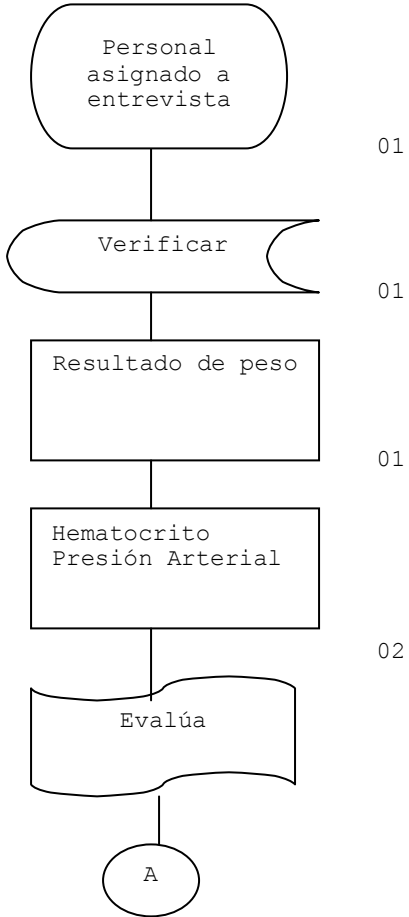 Personal
asignado a
entrevista
01
Verificar
01
Resultado de peso
01
Hematocrito
Presión Arterial
02
Evalúa
A